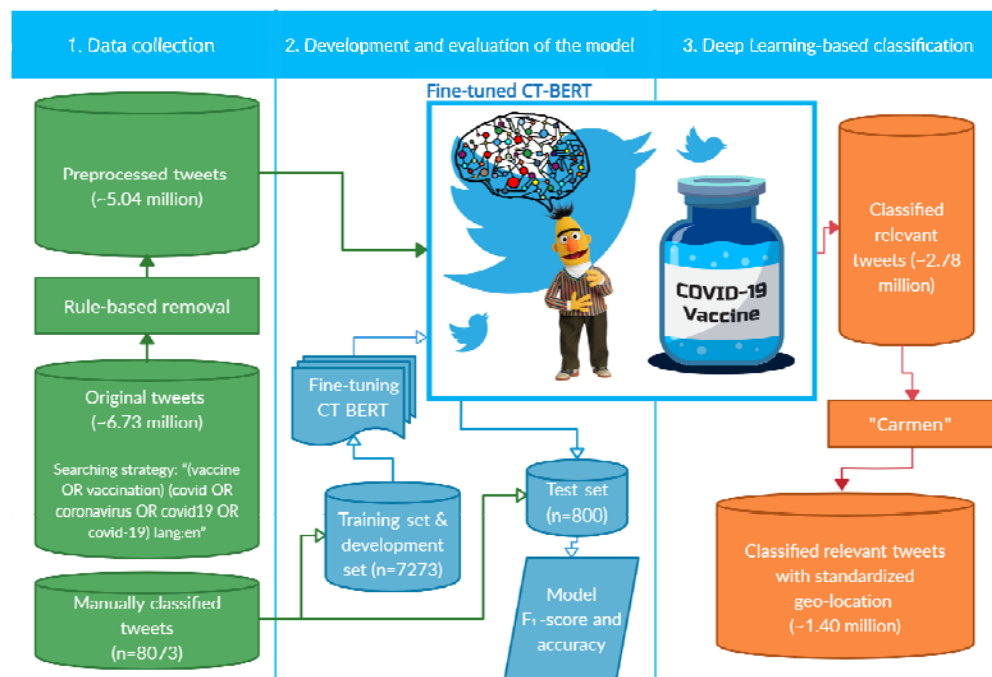 1. Data collection
2. Development and evaluation of the model
3. Deep Learning-based classification
Fine-tuned CT-BERT
Preprocessed tweets
(~5.04 million)
Rule-based removal
Original tweets
(~6.73 million)
Searching strategy: "(vaccine
OR vaccination) (covid OR
coronavirus OR covid19 OR
covid-19) lang:en"
Manually classified
tweets
(n=8073)
Fine-tuning
CT BERT
Training set &
development
set (n=7273)
COVID-19
Vaccine
Test set
(n=800)
Model
F₁-score and
accuracy
Classified
relevant
tweets (~2.78
million)
"Carmen"
Classified relevant tweets
with standardized
geo-location
(~1.40 million)